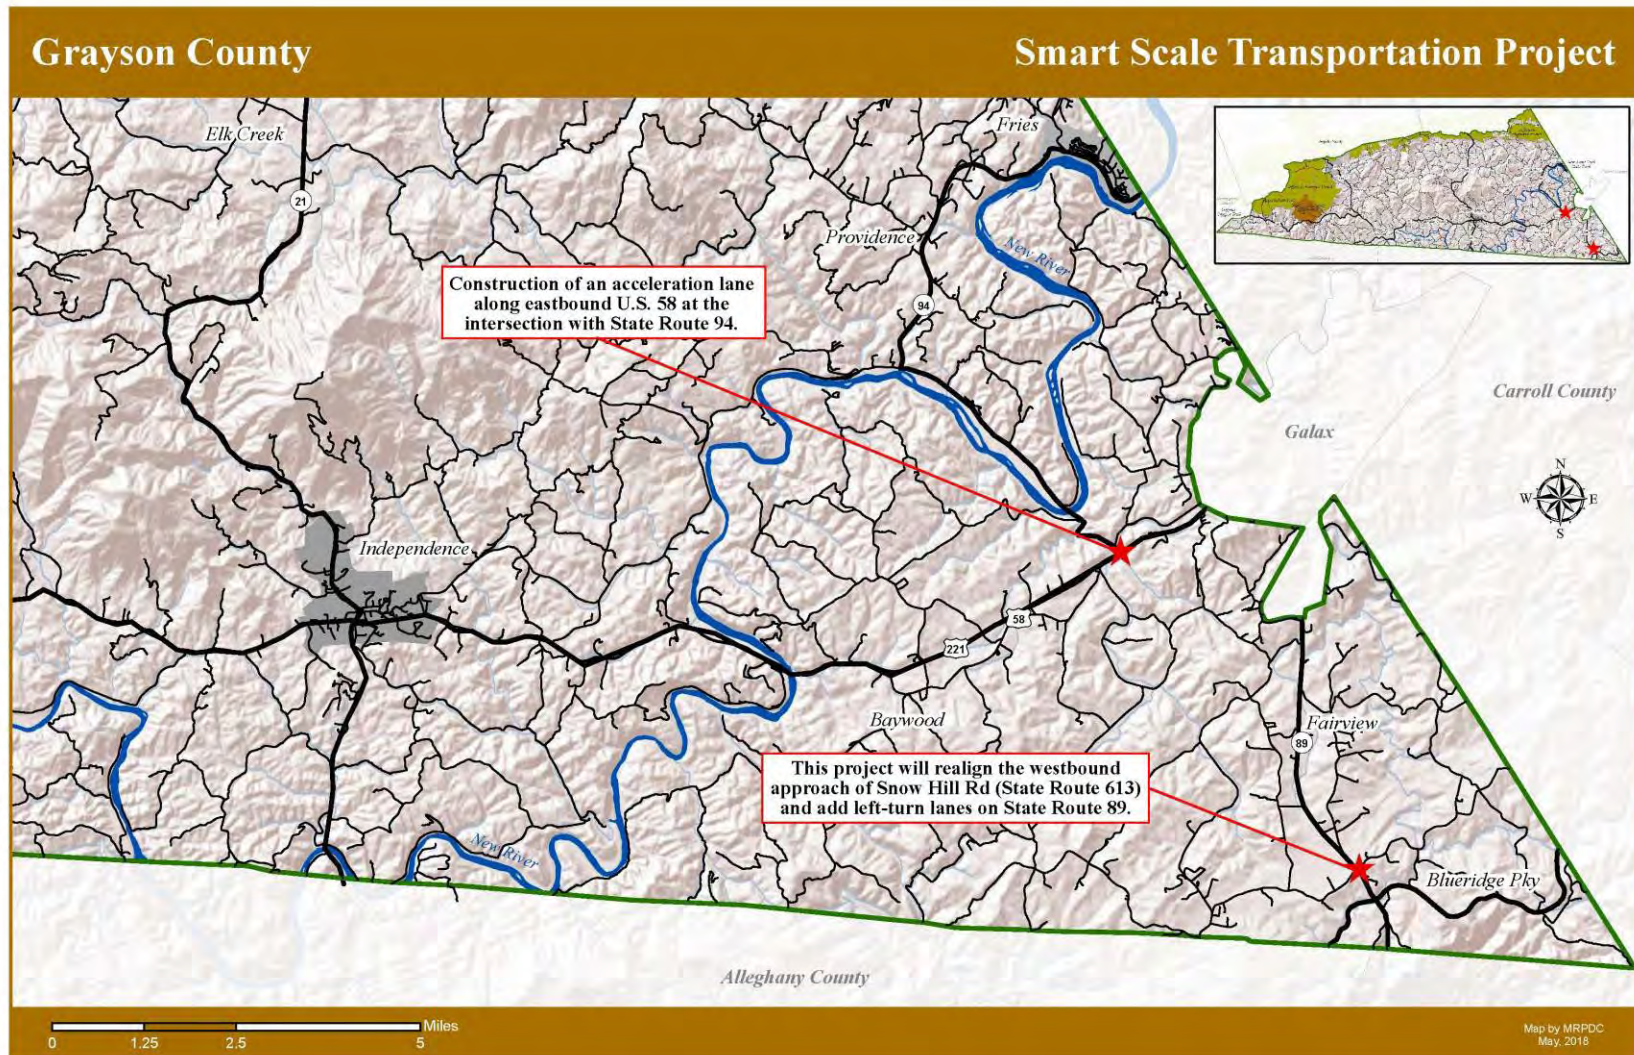 Grayson County
Smart Scale Transportation Project
Elk Creek
Fries
21
Providence
New River
Construction of an acceleration lane
along eastbound U.S. 58 at the
intersection with State Route 94.
94
Carroll County
Galax
N
W E
S
Independence
58
221
Baywood
Fairview
89
This project will realign the westbound
approach of Snow Hill Rd (State Route 613)
and add left-turn lanes on State Route 89.
New River
Blueridge Pky
Alleghany County
Miles
0 1.25 2.5 5
Map by MRPDC
May, 2018